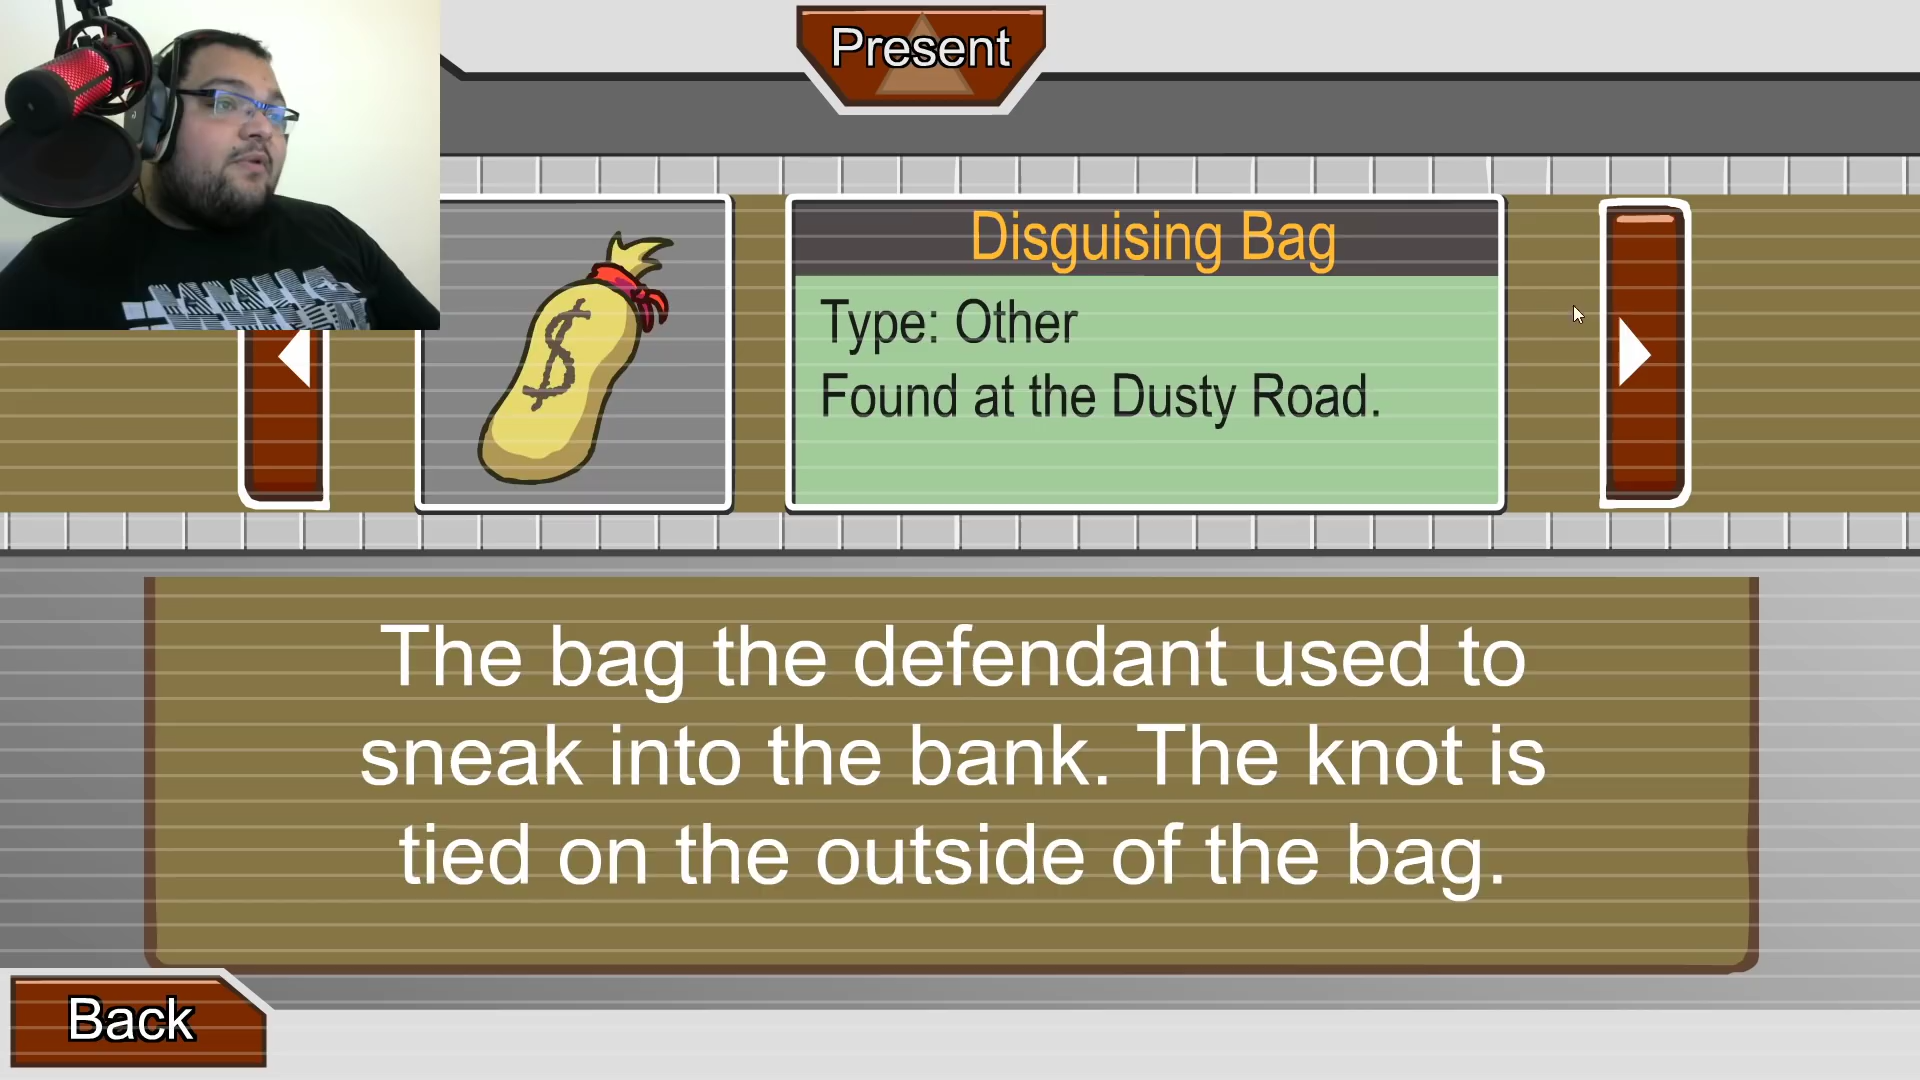 Present
Disguising Bag
Type: Other
Found at the Dusty Road.
$
The bag the defendant used to
sneak into the bank. The knot is
tied on the outside of the bag.
Back